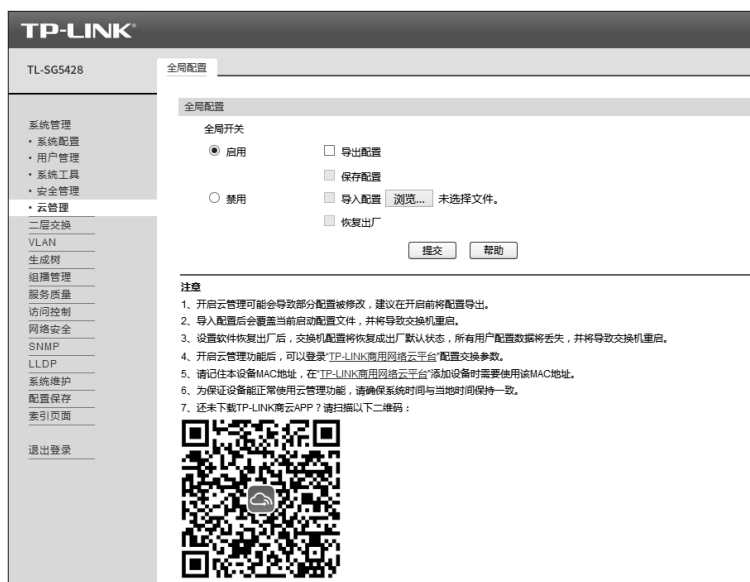 TP-LINK®
TL-SG5428
全局配置
系统管理
• 系统配置
• 用户管理
• 系统工具
• 安全管理
• 云管理
二层交换
VLAN
生成树
组播管理
服务质量
访问控制
网络安全
SNMP
LLDP
系统维护
配置保存
索引页面
退出登录
全局配置
全局开关
启用 导出配置
保存配置
禁用 导入配置 浏览... 未选择文件。
恢复出厂
提交 帮助
注意
1、开启云管理可能会导致部分配置被修改，建议在开启前将配置导出。
2、导入配置后会覆盖当前启动配置文件，并将导致交换机重启。
3、设置软件恢复出厂后，交换机配置将恢复成出厂默认状态，所有用户配置数据将丢失，并将导致交换机重启。
4、开启云管理功能后，可以登录“TP-LINK商用网络云平台”配置交换参数。
5、请记住本设备MAC地址，在“TP-LINK商用网络云平台”添加设备时需要使用该MAC地址。
6、为保证设备能正常使用云管理功能，请确保系统时间与当地时间保持一致。
7、还未下载TP-LINK商云APP？请扫描以下二维码：